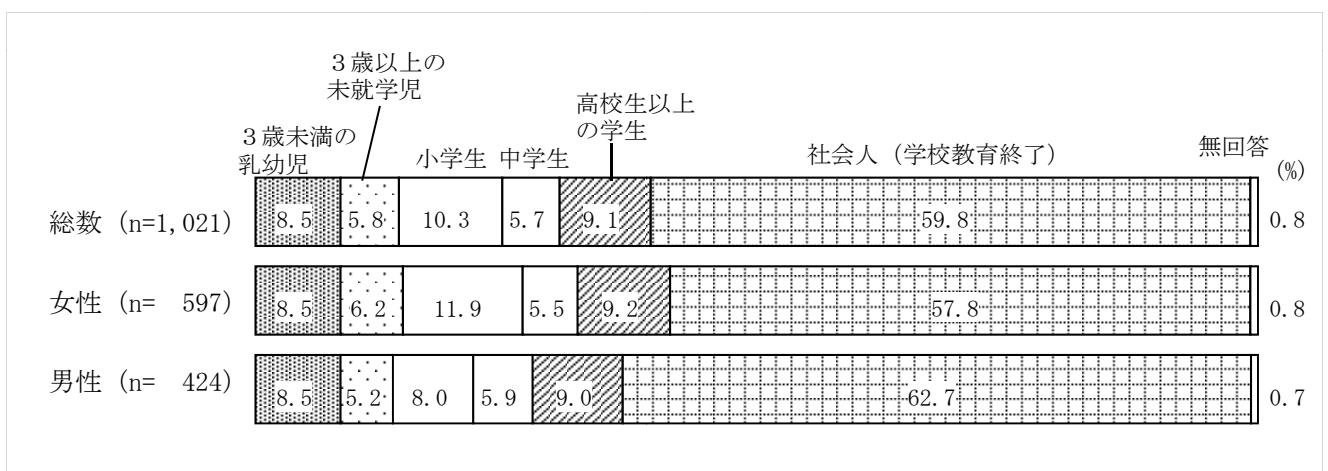 ３歳以上の
未就学児
高校生以上
の学生
３歳未満の
乳幼児
小学生 中学生
社会人（学校教育終了）
無回答
(%)
総数（n=1,021） 8.5 5.8 10.3 5.7 9.1 59.8 0.8
女性（n= 597） 8.5 6.2 11.9 5.5 9.2 57.8 0.8
男性（n= 424） 8.5 5.2 8.0 5.9 9.0 62.7 0.7